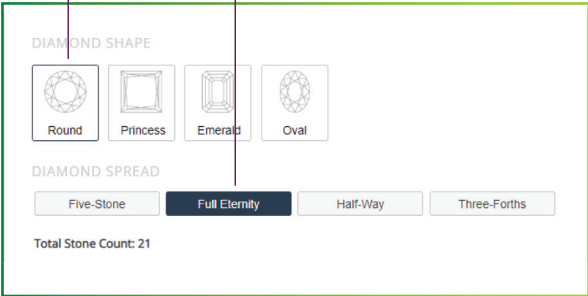 DIAMOND SHAPE
Round Princess Emerald Oval
DIAMOND SPREAD
Five-Stone Full Eternity Half-Way Three-Forths
Total Stone Count: 21